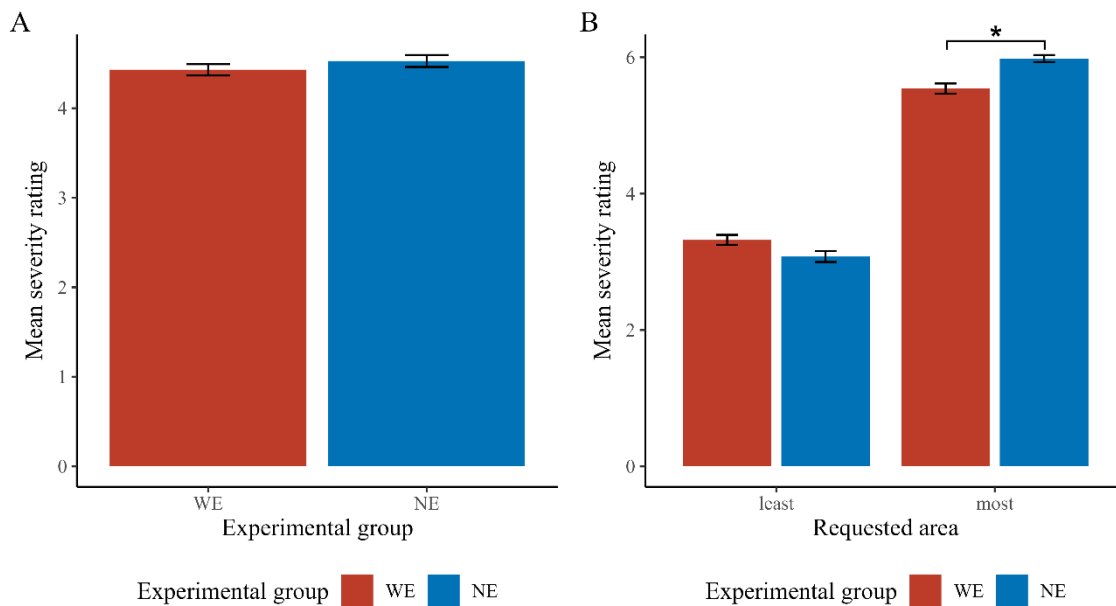 A
Mean severity rating
4
3
2
1
0
WE
NE
Experimental group
Experimental group WE NE
B
*
Mean severity rating
6
4
2
0
least
most
Requested area
Experimental group WE NE